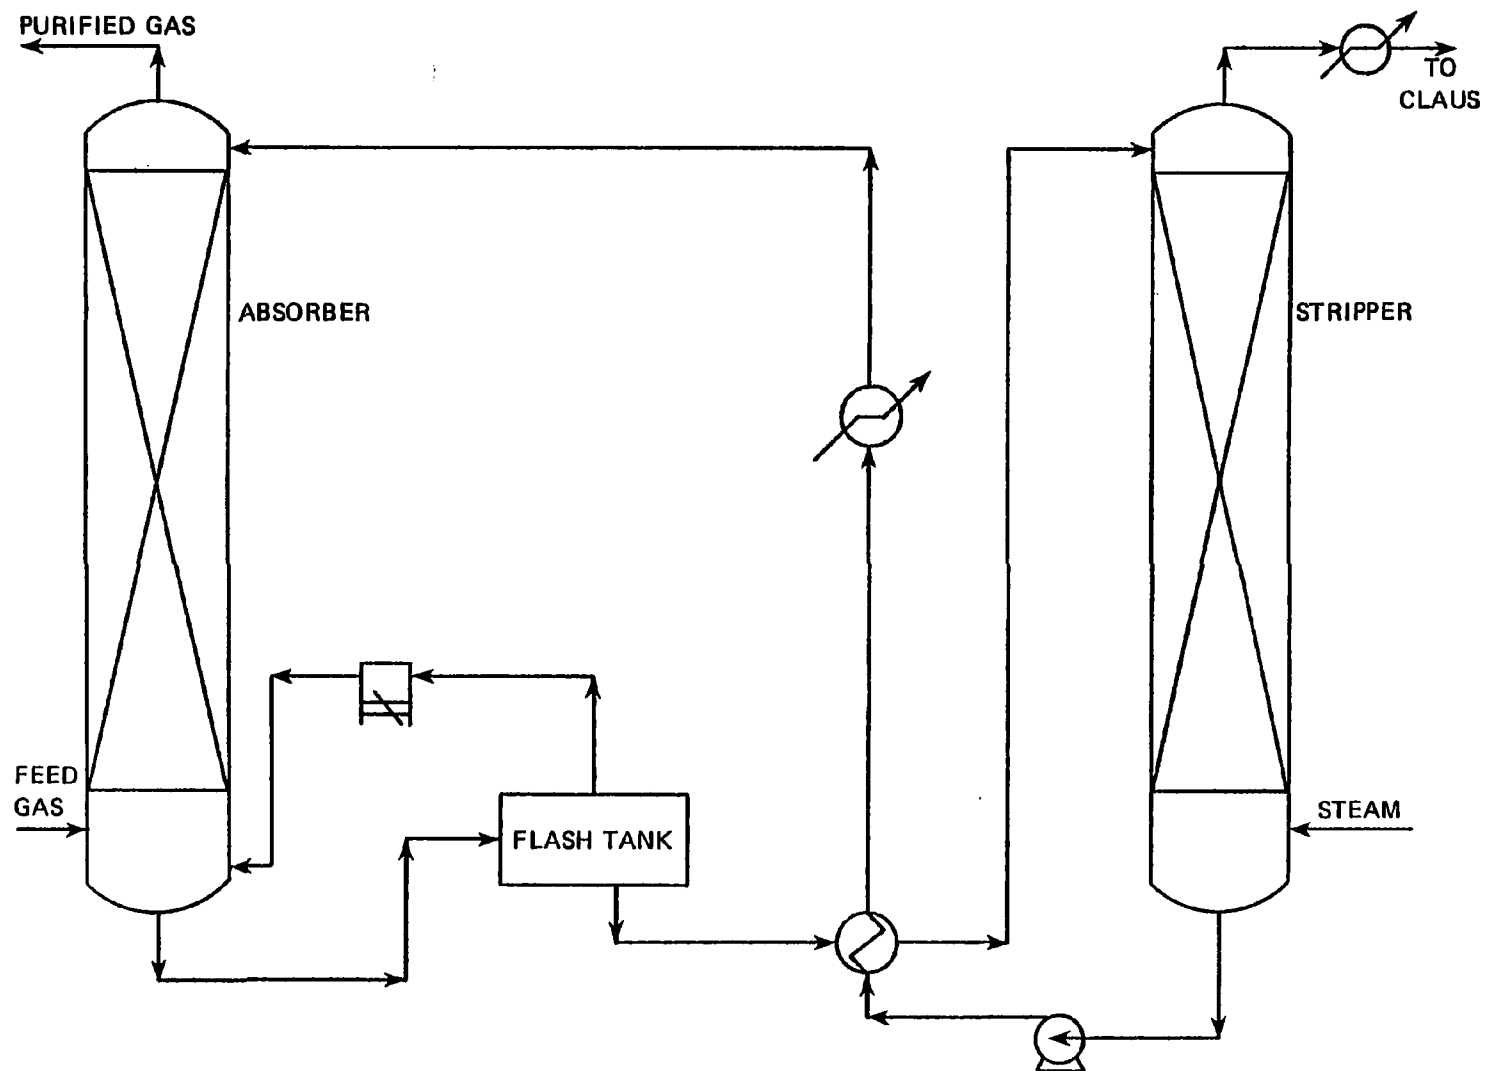 PURIFIED GAS
TO
CLAUS
ABSORBER
STRIPPER
FEED
GAS
FLASH TANK
STEAM